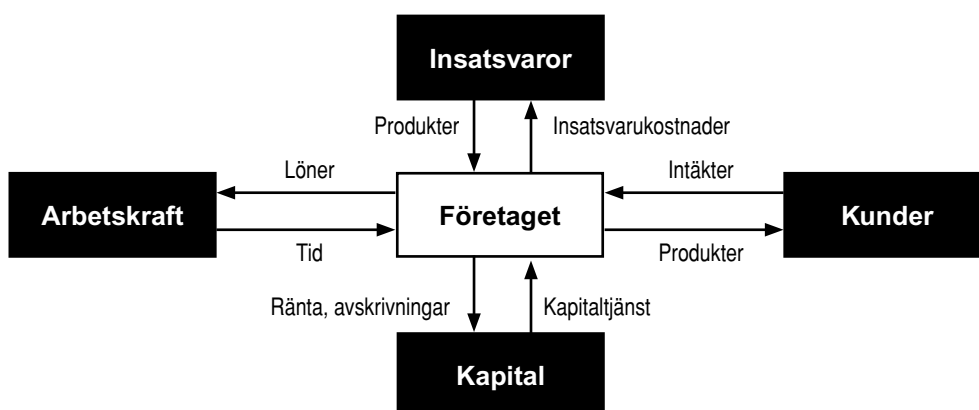 Insatsvaror
Produkter
Insatsvarukostnader
Löner
Intäkter
Arbetskraft
Företaget
Kunder
Tid
Produkter
Ränta, avskrivningar
Kapitaltjänst
Kapital